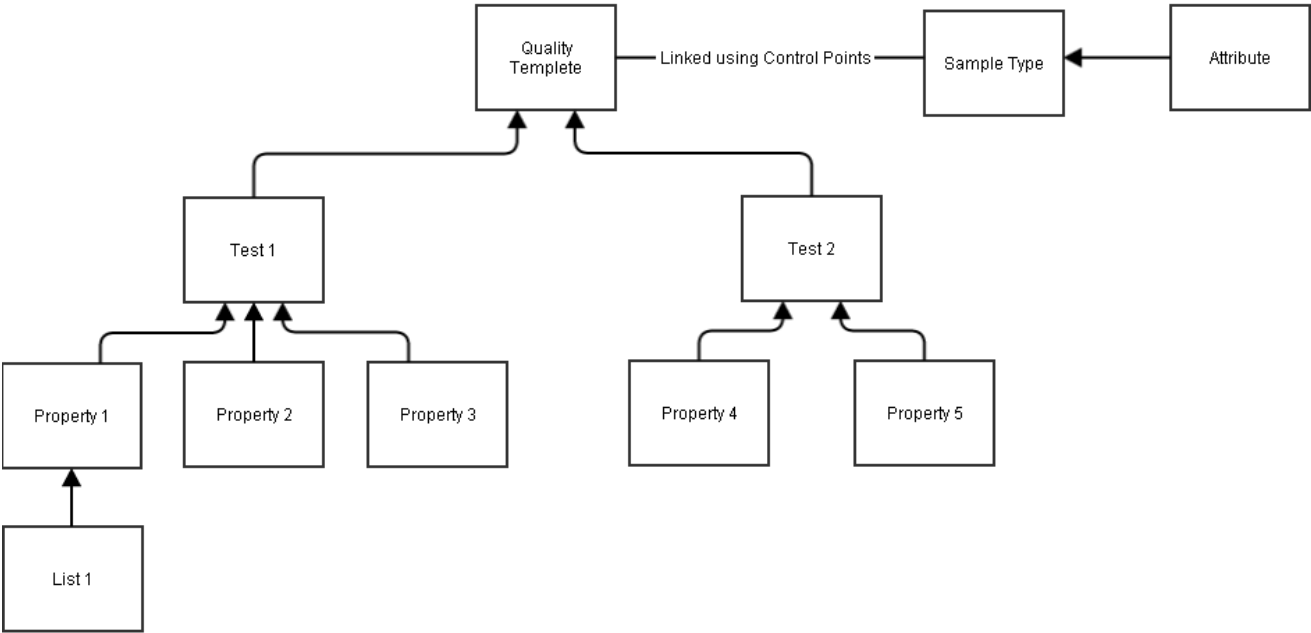 Quality
Templete
Linked using Control Points
Sample Type
Attribute
Test 1
Test 2
Property 1
Property 2
Property 3
Property 4
Property 5
List 1